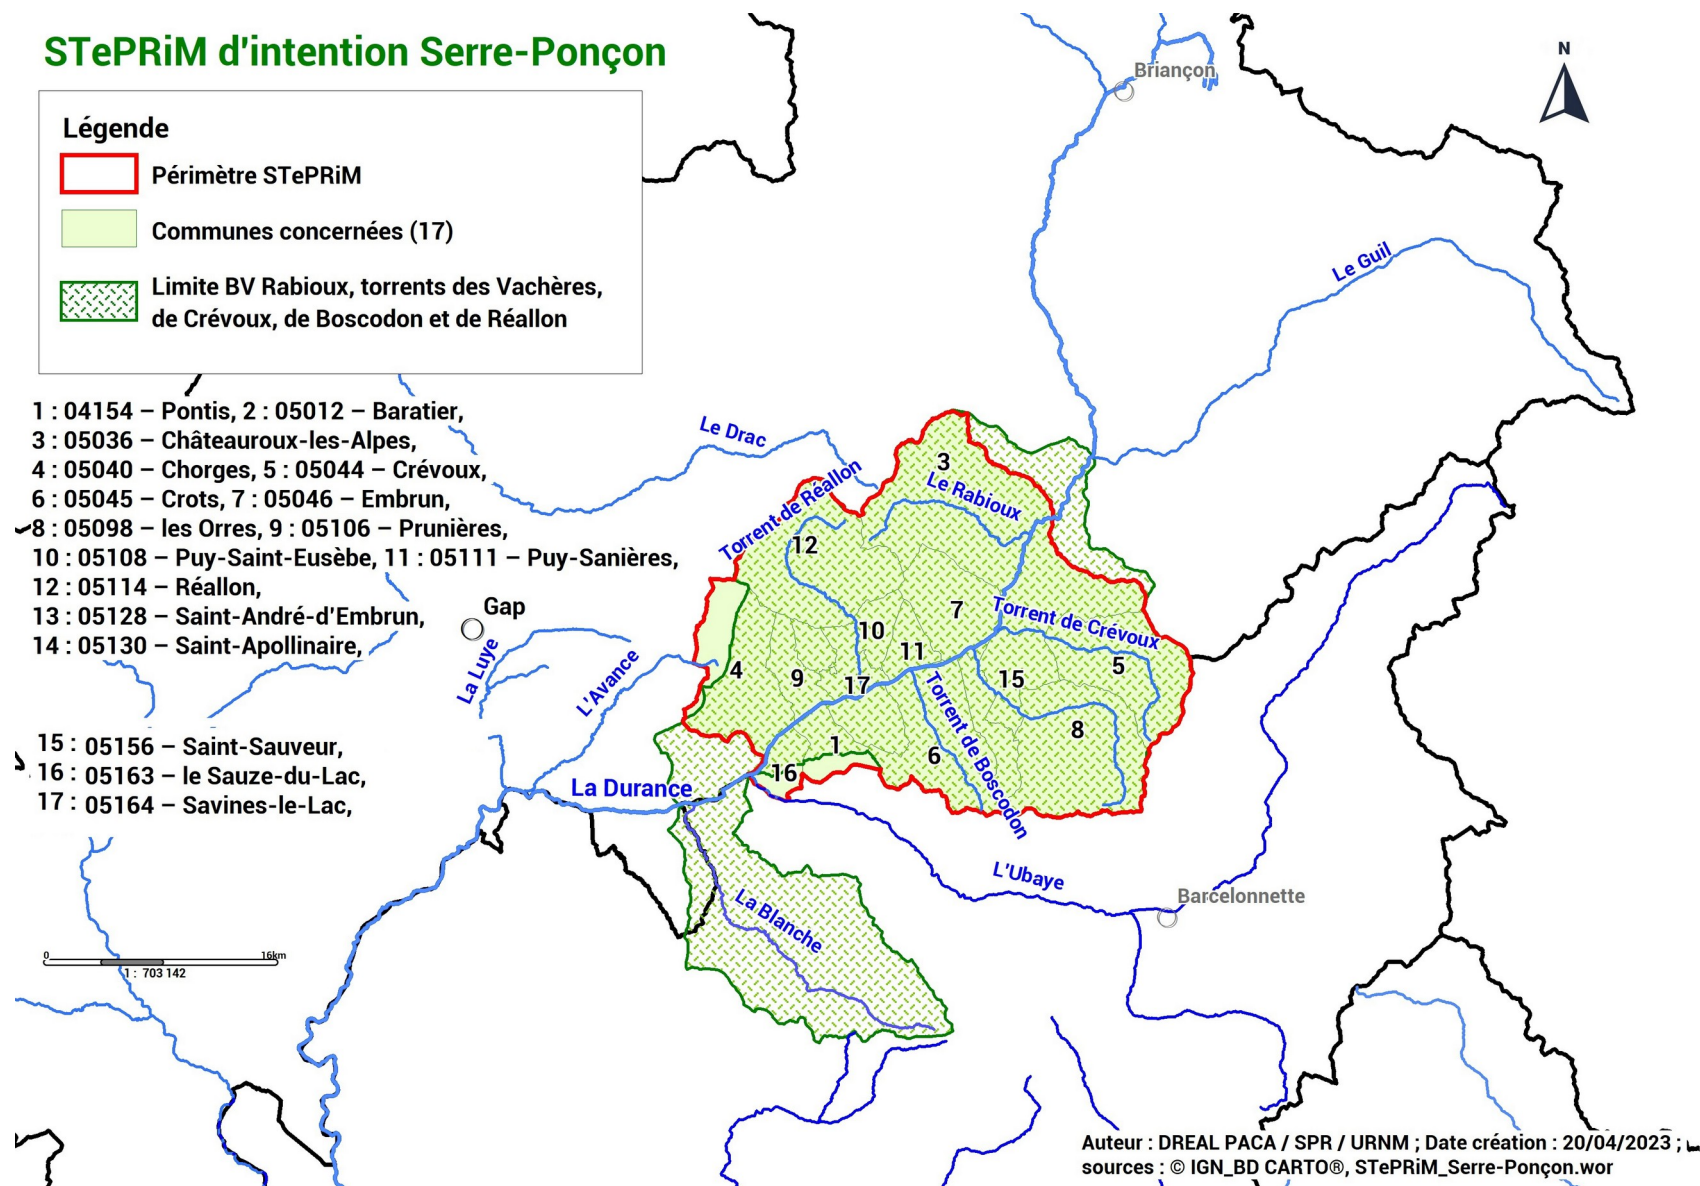 STePRiM d'intention Serre-Ponçon
N
Briançon
Légende
Périmètre STePRiM
Communes concernées (17)
Limite BV Rabioux, torrents des Vachères,
de Crévoux, de Boscodon et de Réallon
Le Guil
1 : 04154 – Pontis, 2 : 05012 – Baratier,
3 : 05036 – Châteauroux-les-Alpes,
4 : 05040 – Chorges, 5 : 05044 – Crévoux,
6 : 05045 – Crots, 7 : 05046 – Embrun,
8 : 05098 – les Orres, 9 : 05106 – Prunières,
10 : 05108 – Puy-Saint-Eusèbe, 11 : 05111 – Puy-Sanières,
12 : 05114 – Réallon,
13 : 05128 – Saint-André-d'Embrun,
14 : 05130 – Saint-Apollinaire,
15 : 05156 – Saint-Sauveur,
16 : 05163 – le Sauze-du-Lac,
17 : 05164 – Savines-le-Lac,
Le Drac
3
Le Rabioux
Torrent de Réallon
12
Gap
7
Torrent de Crévoux
10
11
5
La Luye
L'Avance
4
9
17
15
Torrent de Boscodon
8
1
6
16
La Durance
L'Ubaye
Barcelonnette
La Blanche
0
16km
1 : 703 142
Auteur : DREAL PACA / SPR / URNM ; Date création : 20/04/2023 ;
sources : © IGN_BD CARTO®, STePRiM_Serre-Ponçon.wor